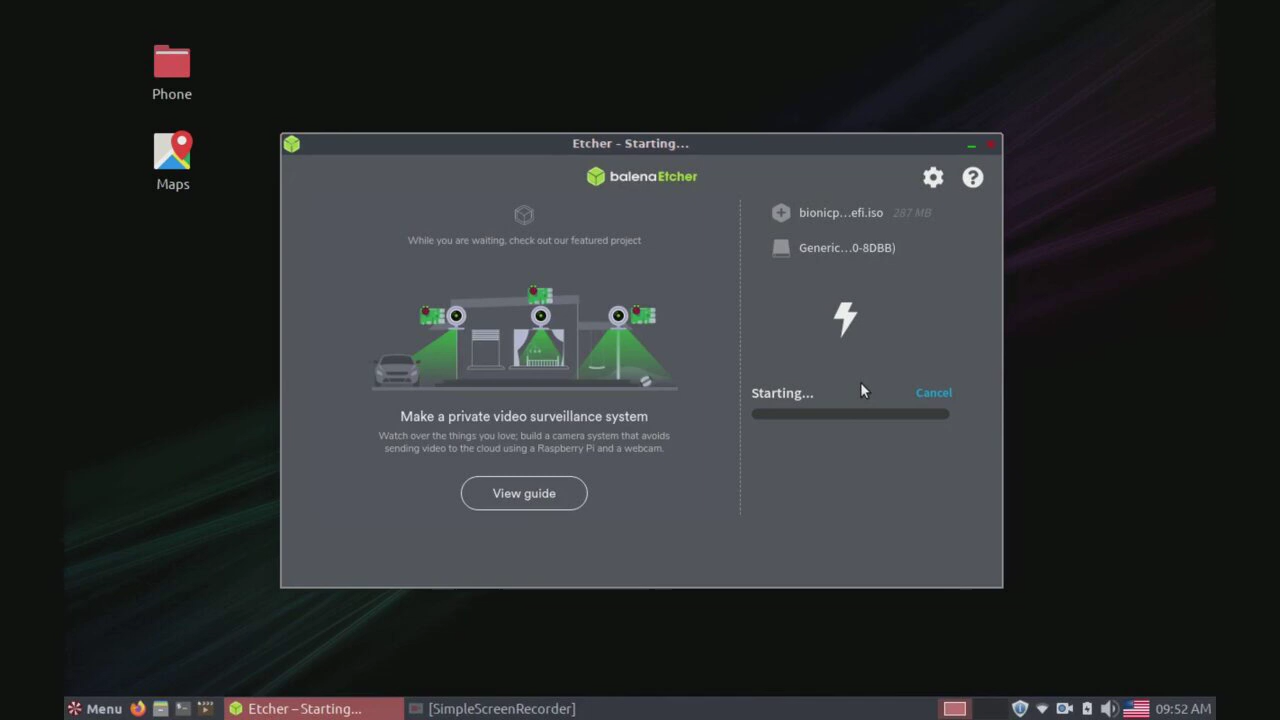 Phone
Maps
Etcher – Starting...
balenaEtcher
While you are waiting, check out our featured project
Make a private video surveillance system
Watch over the things you love; build a camera system that avoids
sending video to the cloud using a Raspberry Pi and a webcam.
View guide
bionicp...efi.iso 287 MB
Generic...0-8DBB)
Starting... Cancel
Menu Etcher – Starting... [SimpleScreenRecorder] 09:52 AM